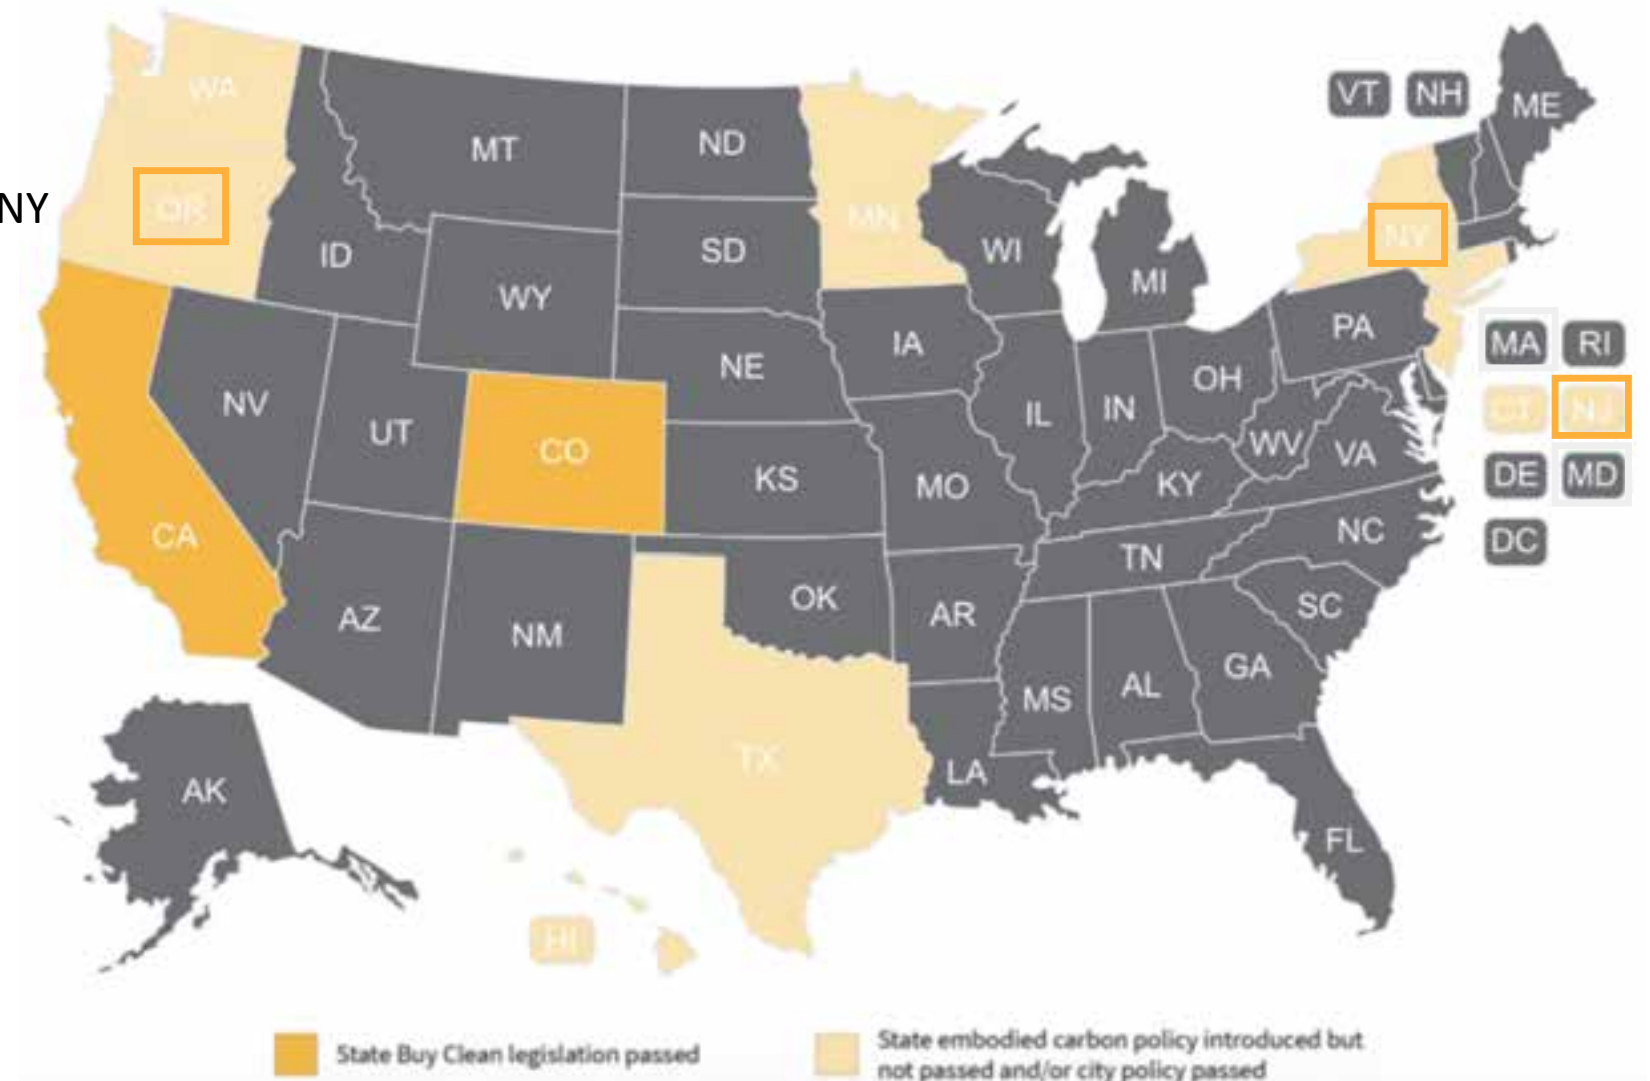 WA
VT NH
ME
MT
ND
NY
OR
MN
NY
ID
SD
WI
MI
WY
PA
MA RI
IA
NE
NV
OH
UT
CO
IL
IN
CT NJ
WV
VA
KS
MO
KY
DE MD
CA
NC
TN
DC
AZ
NM
OK
AR
SC
GA
MS
AL
TX
LA
AK
FL
HI
State Buy Clean legislation passed
State embodied carbon policy introduced but
not passed and/or city policy passed